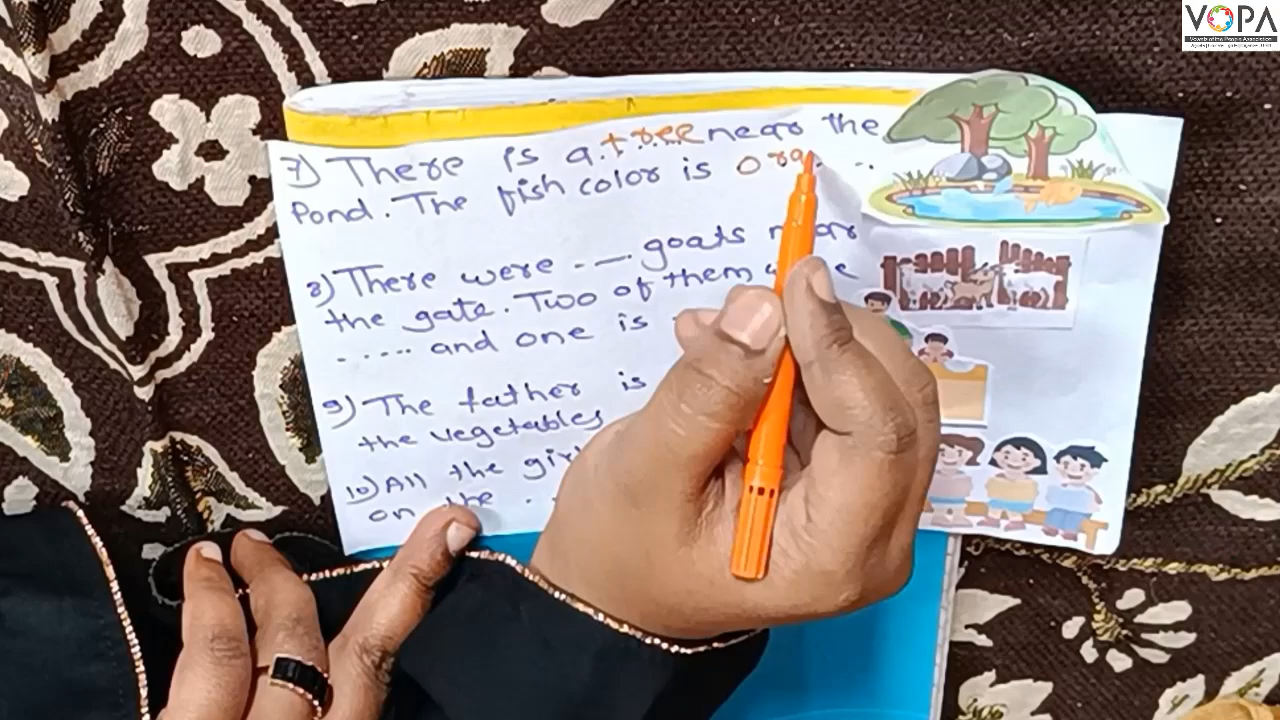 VOPA
7) There is a tree near the
Pond. The fish color is Ora
8) There were ..... goats near
the gate. Two of them
..... and one is
9) The father is
the vegetables
10) All the girl
on the ..